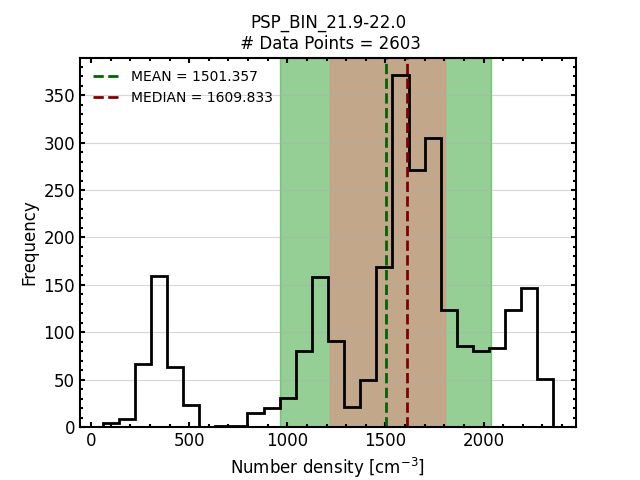 PSP_BIN_21.9-22.0
# Data Points = 2603
MEAN = 1501.357
MEDIAN = 1609.833
350
300
250
200
150
100
50
0
Frequency
0 500 1000 1500 2000
Number density [cm⁻³]